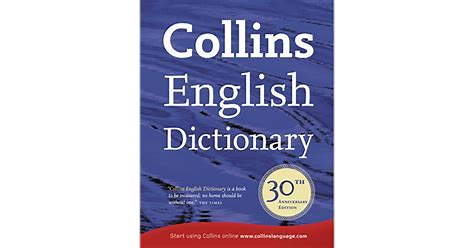 Collins
English
Dictionary
"Collins English Dictionary is a book
to be treasured; no home should be
without one." THE TIMES
30TH
ANNIVERSARY
EDITION
Start using Collins online www.collinslanguage.com